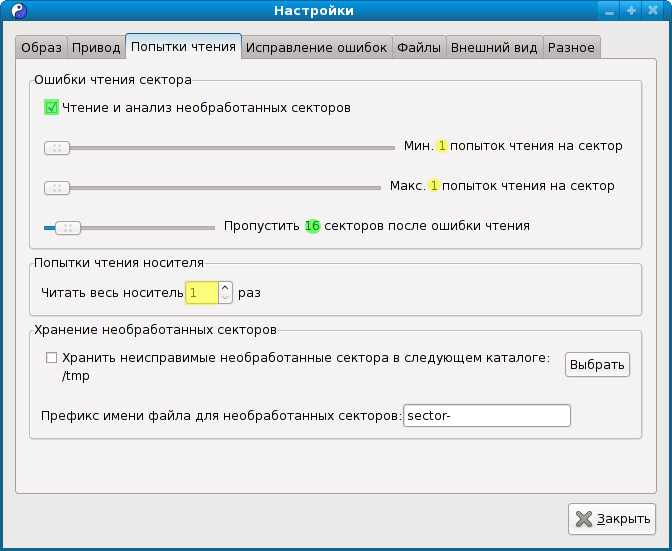 Настройки
Образ Привод Попытки чтения Исправление ошибок Файлы Внешний вид Разное
Ошибки чтения сектора
Чтение и анализ необработанных секторов
Мин. 1 попыток чтения на сектор
Макс. 1 попыток чтения на сектор
Пропустить 16 секторов после ошибки чтения
Попытки чтения носителя
Читать весь носитель 1 раз
Хранение необработанных секторов
Хранить неисправимые необработанные сектора в следующем каталоге:
/tmp
Выбрать
Префикс имени файла для необработанных секторов: sector-
Закрыть